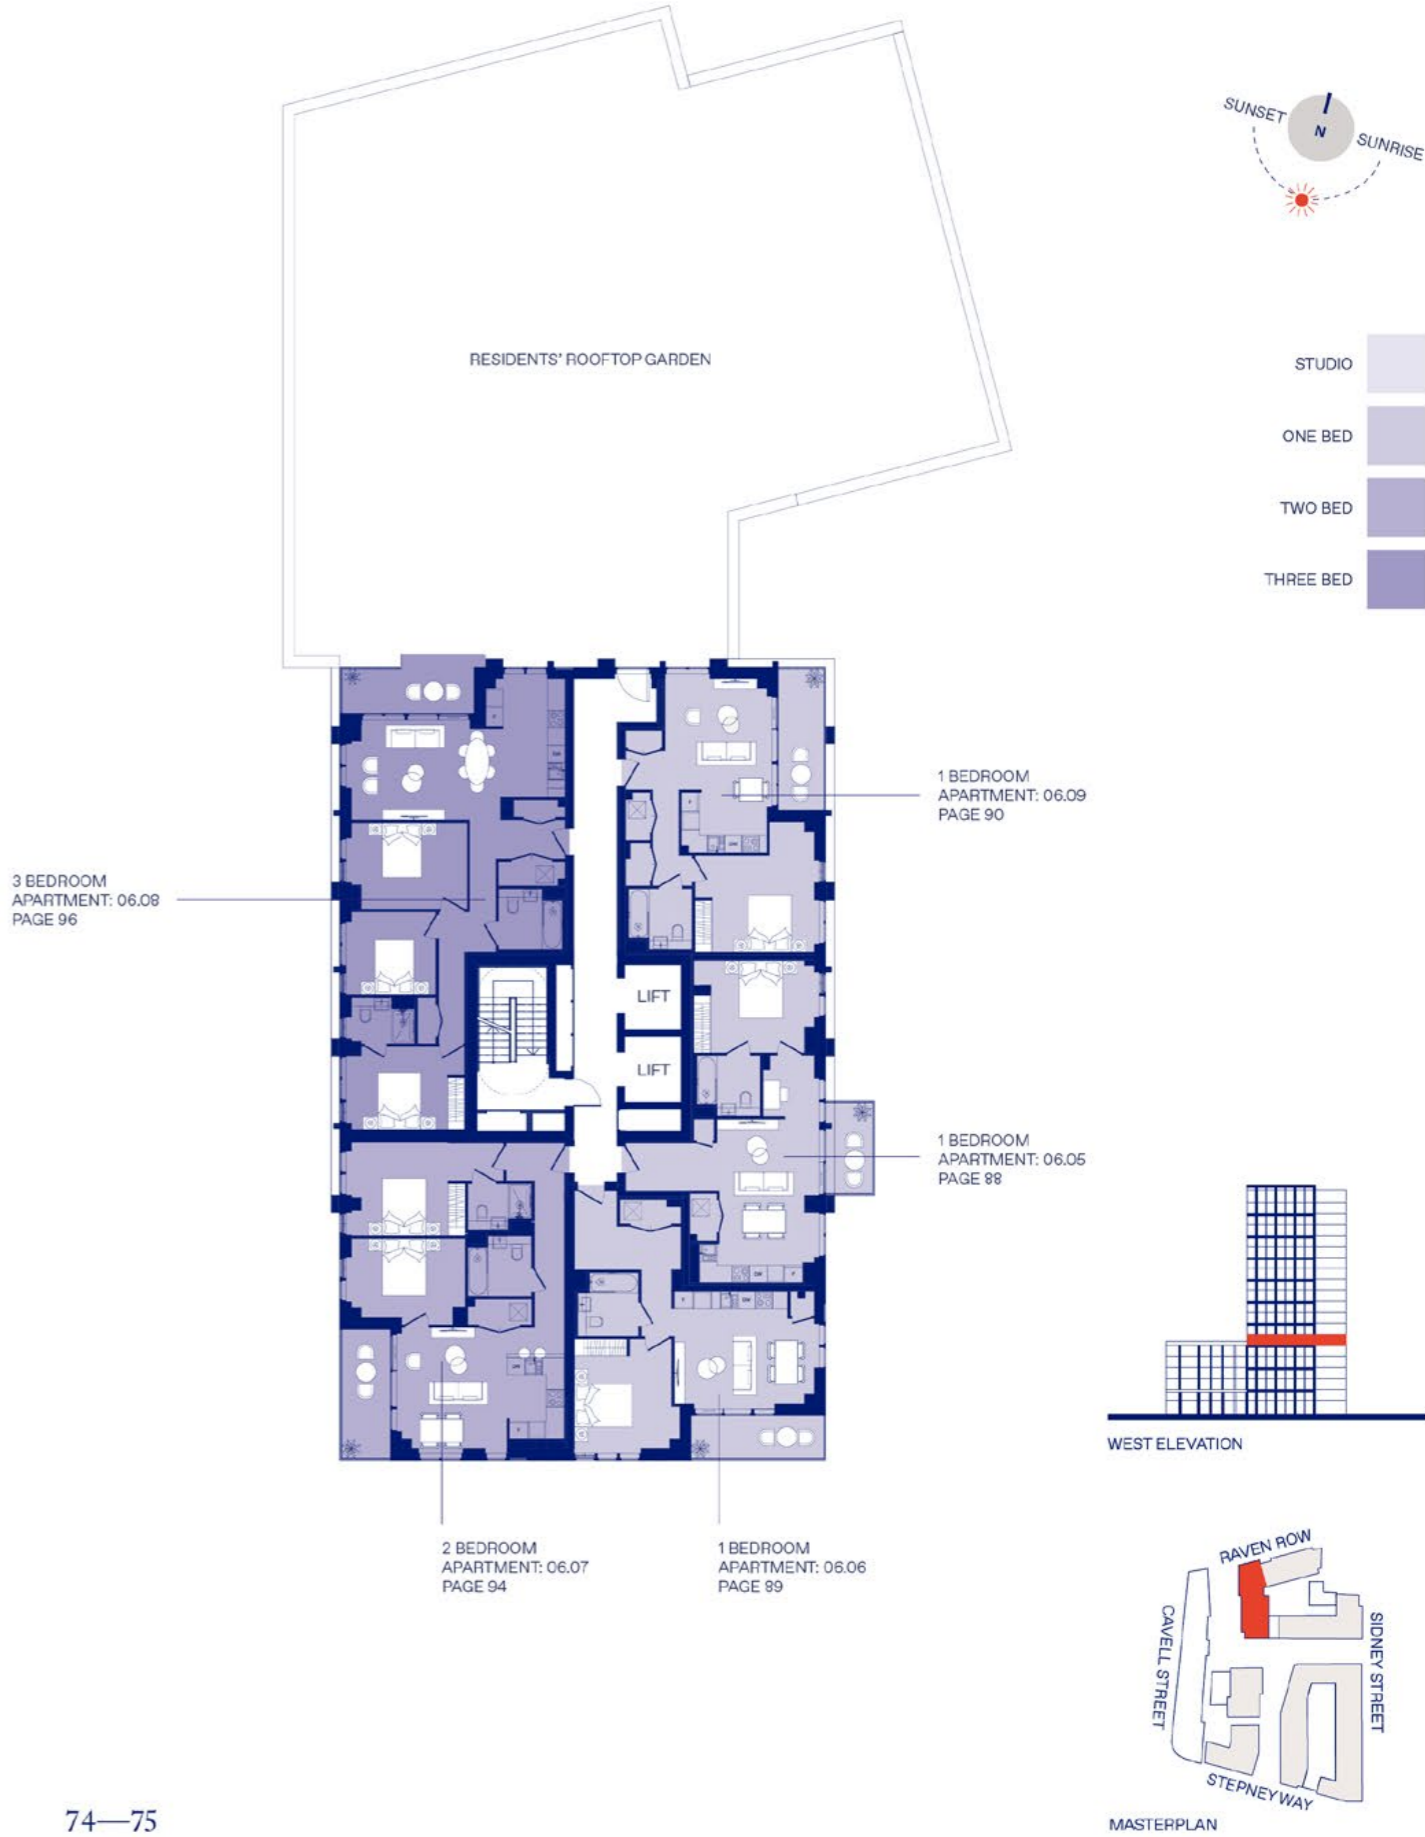 SUNSET
N
SUNRISE
RESIDENTS' ROOFTOP GARDEN
STUDIO
ONE BED
TWO BED
THREE BED
1 BEDROOM
APARTMENT: 06.09
PAGE 90
3 BEDROOM
APARTMENT: 06.08
PAGE 96
LIFT
LIFT
1 BEDROOM
APARTMENT: 06.05
PAGE 88
WEST ELEVATION
2 BEDROOM
APARTMENT: 06.07
PAGE 94
1 BEDROOM
APARTMENT: 06.06
PAGE 89
RAVEN ROW
CAVELL STREET
SIDNEY STREET
STEPNEY WAY
MASTERPLAN
74—75